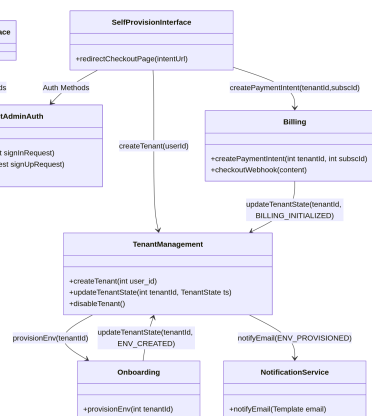 SelfProvisionInterface
ace
+redirectCheckoutPage(intentUrl)
ds
Auth Methods
createPaymentIntent(tenantId,subscId)
tAdminAuth
Billing
createTenant(userId)
t signInRequest)
est signUpRequest)
+createPaymentIntent(int tenantId, int subscId)
+checkoutWebhook(content)
updateTenantState(tenantId,
BILLING_INITIALIZED)
TenantManagement
+createTenant(int user_id)
+updateTenantState(int tenantId, TenantState ts)
+disableTenant()
provisionEnv(tenantId)
updateTenantState(tenantId,
ENV_CREATED)
notifyEmail(ENV_PROVISIONED)
Onboarding
NotificationService
+provisionEnv(int tenantId)
+notifyEmail(Template email)